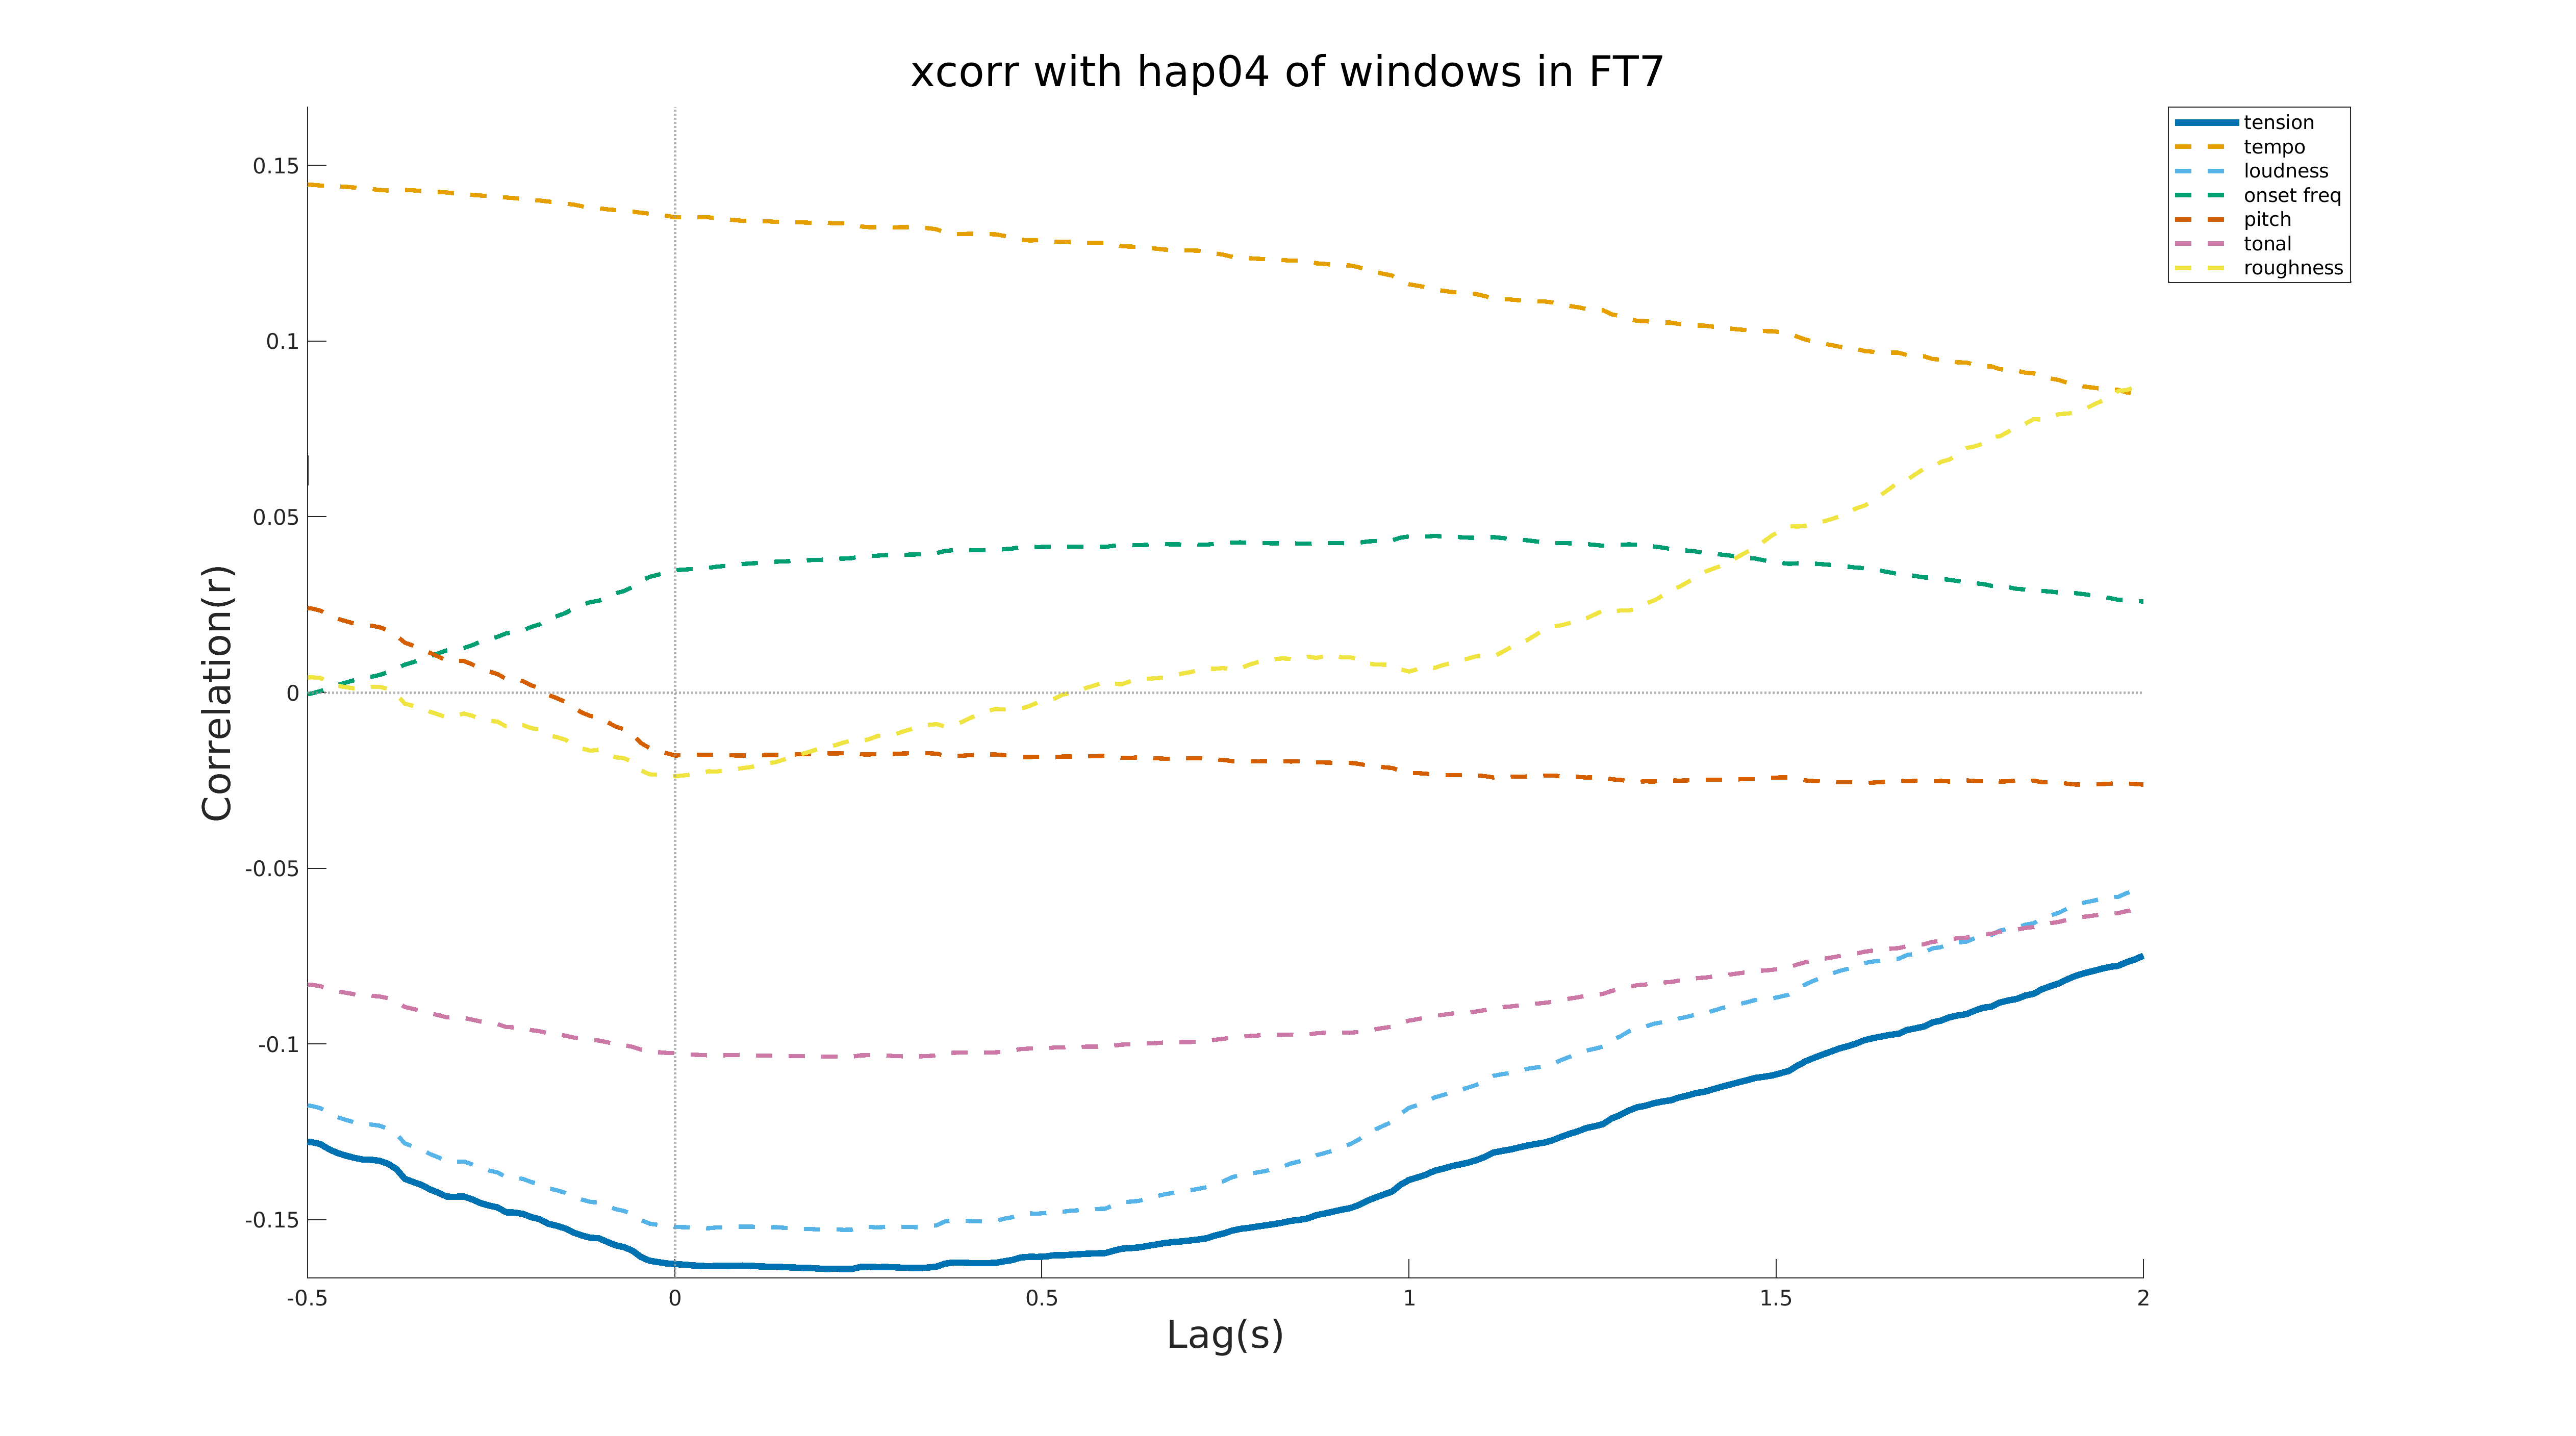 xcorr with hap04 of windows in FT7
tension
tempo
loudness
onset freq
pitch
tonal
roughness
0.15
0.1
0.05
0
-0.05
-0.1
-0.15
Correlation(r)
-0.5
0
0.5
1
1.5
2
Lag(s)